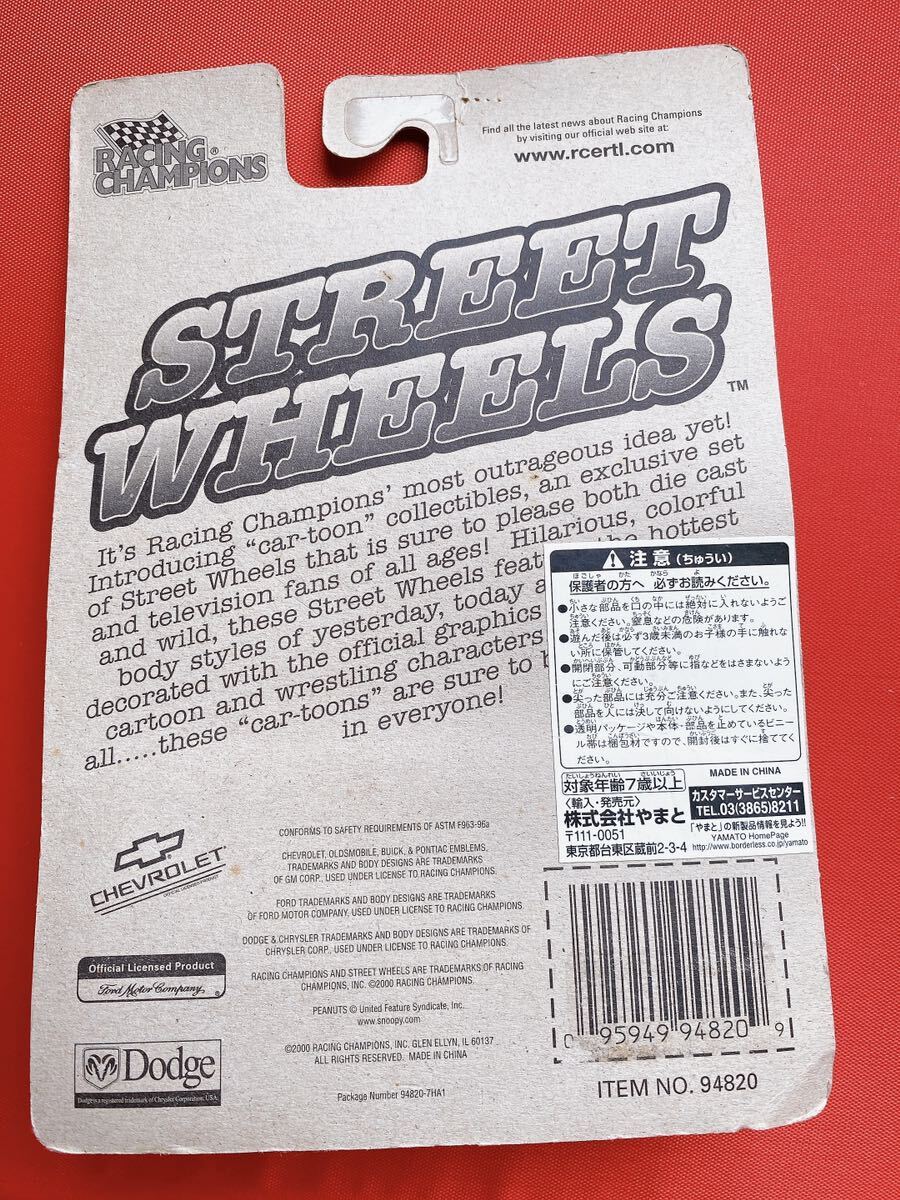 RACING®
CHAMPIONS
Find all the latest news about Racing Champions
by visiting our official web site at:
www.rcertl.com
STREET
WHEELS
TM
It's Racing Champions' most outrageous idea yet!
Introducing "car-toon" collectibles, an exclusive set
of Street Wheels that is sure to please both die cast
and television fans of all ages! Hilarious, colorful
and wild, these Street Wheels feat the hottest
body styles of yesterday, today a
decorated with the official graphics
cartoon and wrestling characters
all.....these "car-toons" are sure to b
in everyone!
注意(ちゅうい)
保護者の方へ 必ずお読みください。
●小さな部品を口の中には絶対に入れないようご
注意ください。窒息などの危険があります。
●遊んだ後は必ず3歳未満のお子様の手に触れな
い所に保管してください。
●開閉部分、可動部分等に指などをはさまないよう
にご注意ください。
●尖った部品には充分ご注意ください。また、尖った
部品を人には決して向けないようにしてください。
●透明パッケージや本体・部品を止めているビニー
ル帯は梱包材ですので、開封後はすぐに捨ててく
ださい。
対象年齢7歳以上
MADE IN CHINA
〈輸入・発売元〉
株式会社やまと
〒111-0051
東京都台東区蔵前2-3-4
カスタマーサービスセンター
TEL.03(3865)8211
「やまと」の新製品情報を見よう!!
YAMATO HomePage
http://www.borderless.co.jp/yamato
CHEVROLET
OFFICIAL LICENSED PRODUCT
Official Licensed Product
Ford Motor Company
®
Dodge
Dodge is a registered trademark of Chrysler Corporation, USA.
CONFORMS TO SAFETY REQUIREMENTS OF ASTM F963-96a
CHEVROLET, OLDSMOBILE, BUICK, & PONTIAC EMBLEMS,
TRADEMARKS AND BODY DESIGNS ARE TRADEMARKS
OF GM CORP., USED UNDER LICENSE TO RACING CHAMPIONS.
FORD TRADEMARKS AND BODY DESIGNS ARE TRADEMARKS
OF FORD MOTOR COMPANY. USED UNDER LICENSE TO RACING CHAMPIONS.
DODGE & CHRYSLER TRADEMARKS AND BODY DESIGNS ARE TRADEMARKS OF
CHRYSLER CORP., USED UNDER LICENSE TO RACING CHAMPIONS.
RACING CHAMPIONS AND STREET WHEELS ARE TRADEMARKS OF RACING
CHAMPIONS, INC. ©2000 RACING CHAMPIONS.
PEANUTS © United Feature Syndicate, Inc.
www.snoopy.com
©2000 RACING CHAMPIONS, INC. GLEN ELLYN, IL 60137
ALL RIGHTS RESERVED. MADE IN CHINA
Package Number 94820-7HA1
0 95949 94820 9
ITEM NO. 94820